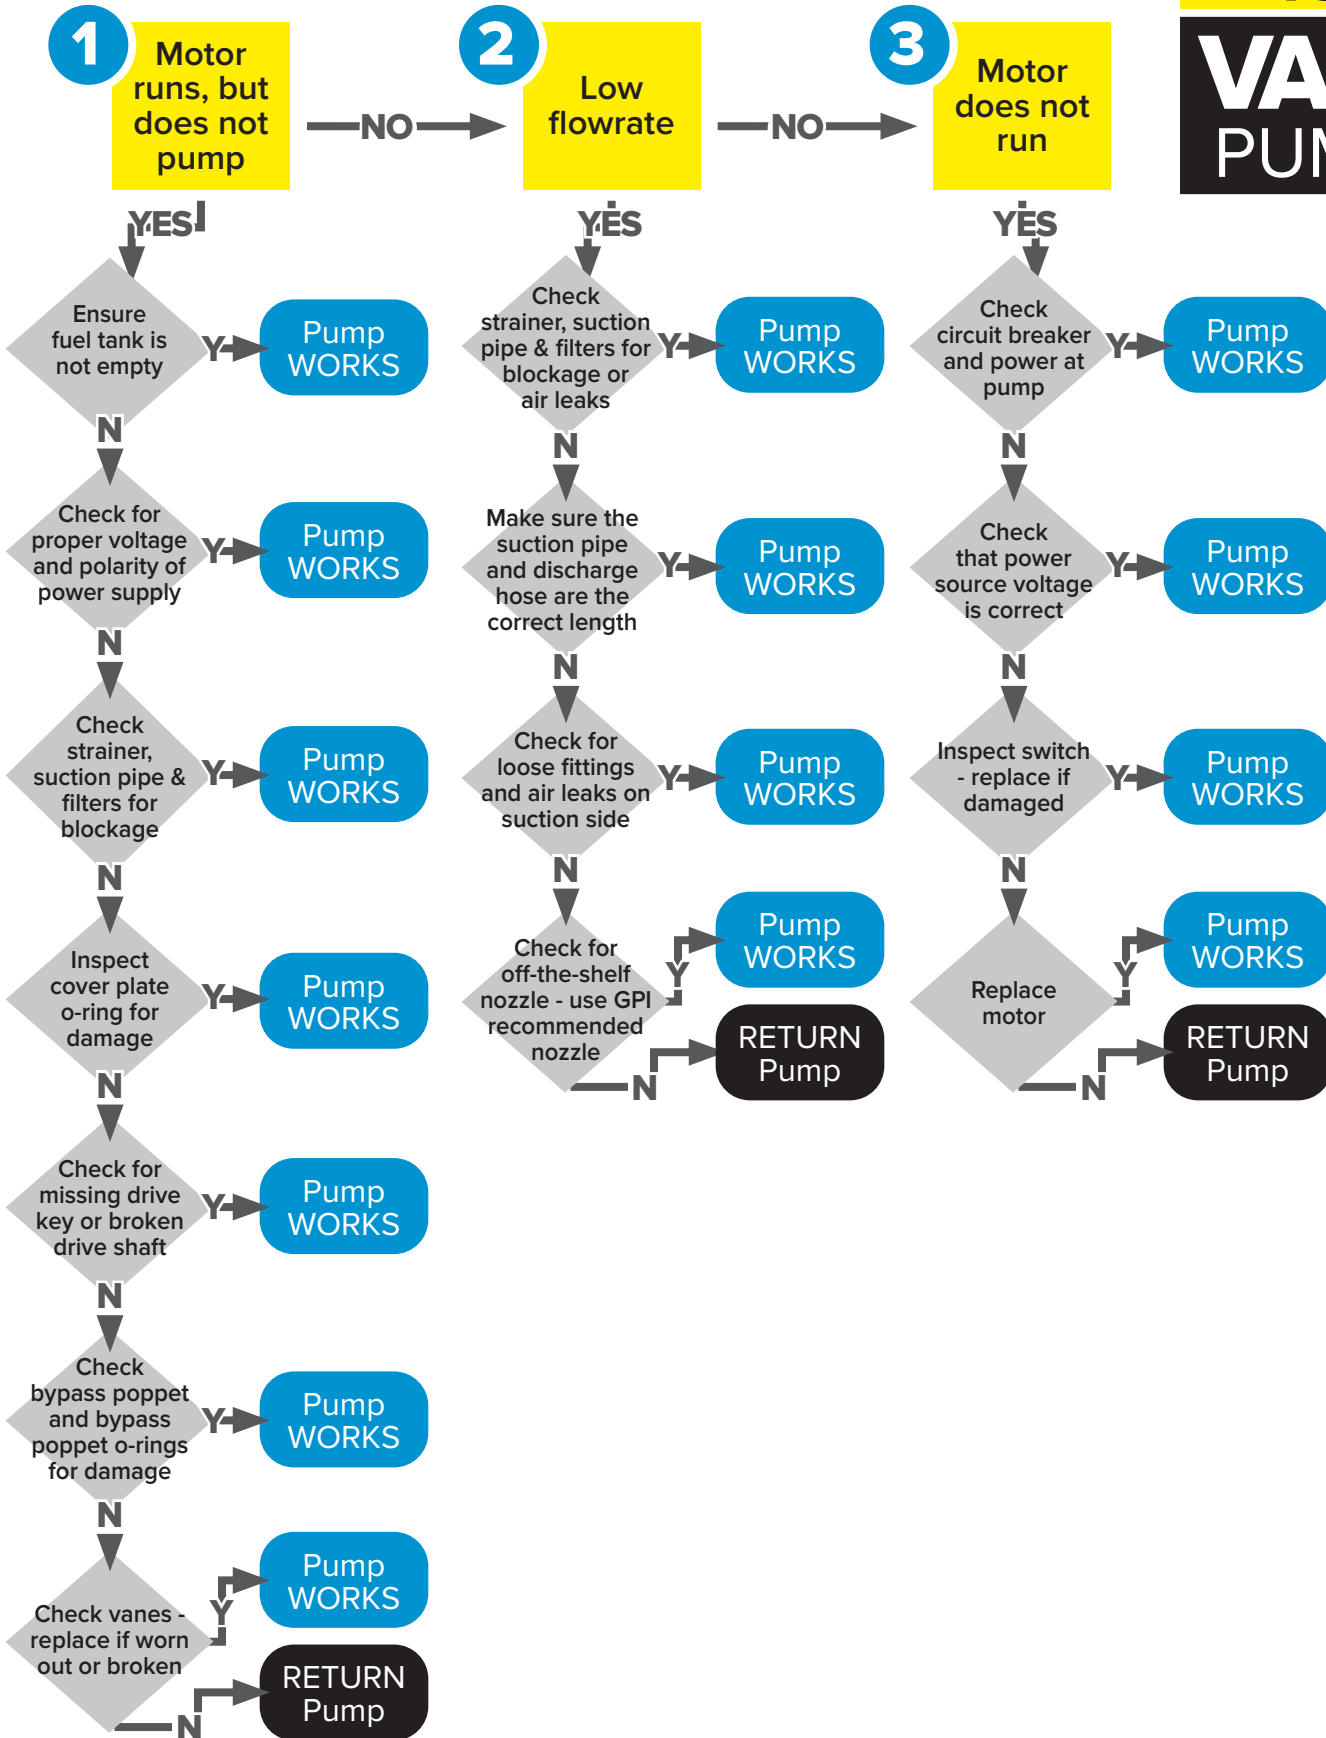 1
Motor
runs, but
does not
pump
NO
2
Low
flowrate
NO
3
Motor
does not
run
VA
PUM
YES
Ensure
fuel tank is
not empty
Y
Pump
WORKS
N
Check for
proper voltage
and polarity of
power supply
Y
Pump
WORKS
N
Check
strainer,
suction pipe &
filters for
blockage
Y
Pump
WORKS
N
Inspect
cover plate
o-ring for
damage
Y
Pump
WORKS
N
Check for
missing drive
key or broken
drive shaft
Y
Pump
WORKS
N
Check
bypass poppet
and bypass
poppet o-rings
for damage
Y
Pump
WORKS
N
Check vanes -
replace if worn
out or broken
Y
Pump
WORKS
N
RETURN
Pump
YES
Check
strainer, suction
pipe & filters for
blockage or
air leaks
Y
Pump
WORKS
N
Make sure the
suction pipe
and discharge
hose are the
correct length
Y
Pump
WORKS
N
Check for
loose fittings
and air leaks on
suction side
Y
Pump
WORKS
N
Check for
off-the-shelf
nozzle - use GPI
recommended
nozzle
Y
Pump
WORKS
N
RETURN
Pump
YES
Check
circuit breaker
and power at
pump
Y
Pump
WORKS
N
Check
that power
source voltage
is correct
Y
Pump
WORKS
N
Inspect switch
- replace if
damaged
Y
Pump
WORKS
N
Replace
motor
Y
Pump
WORKS
N
RETURN
Pump